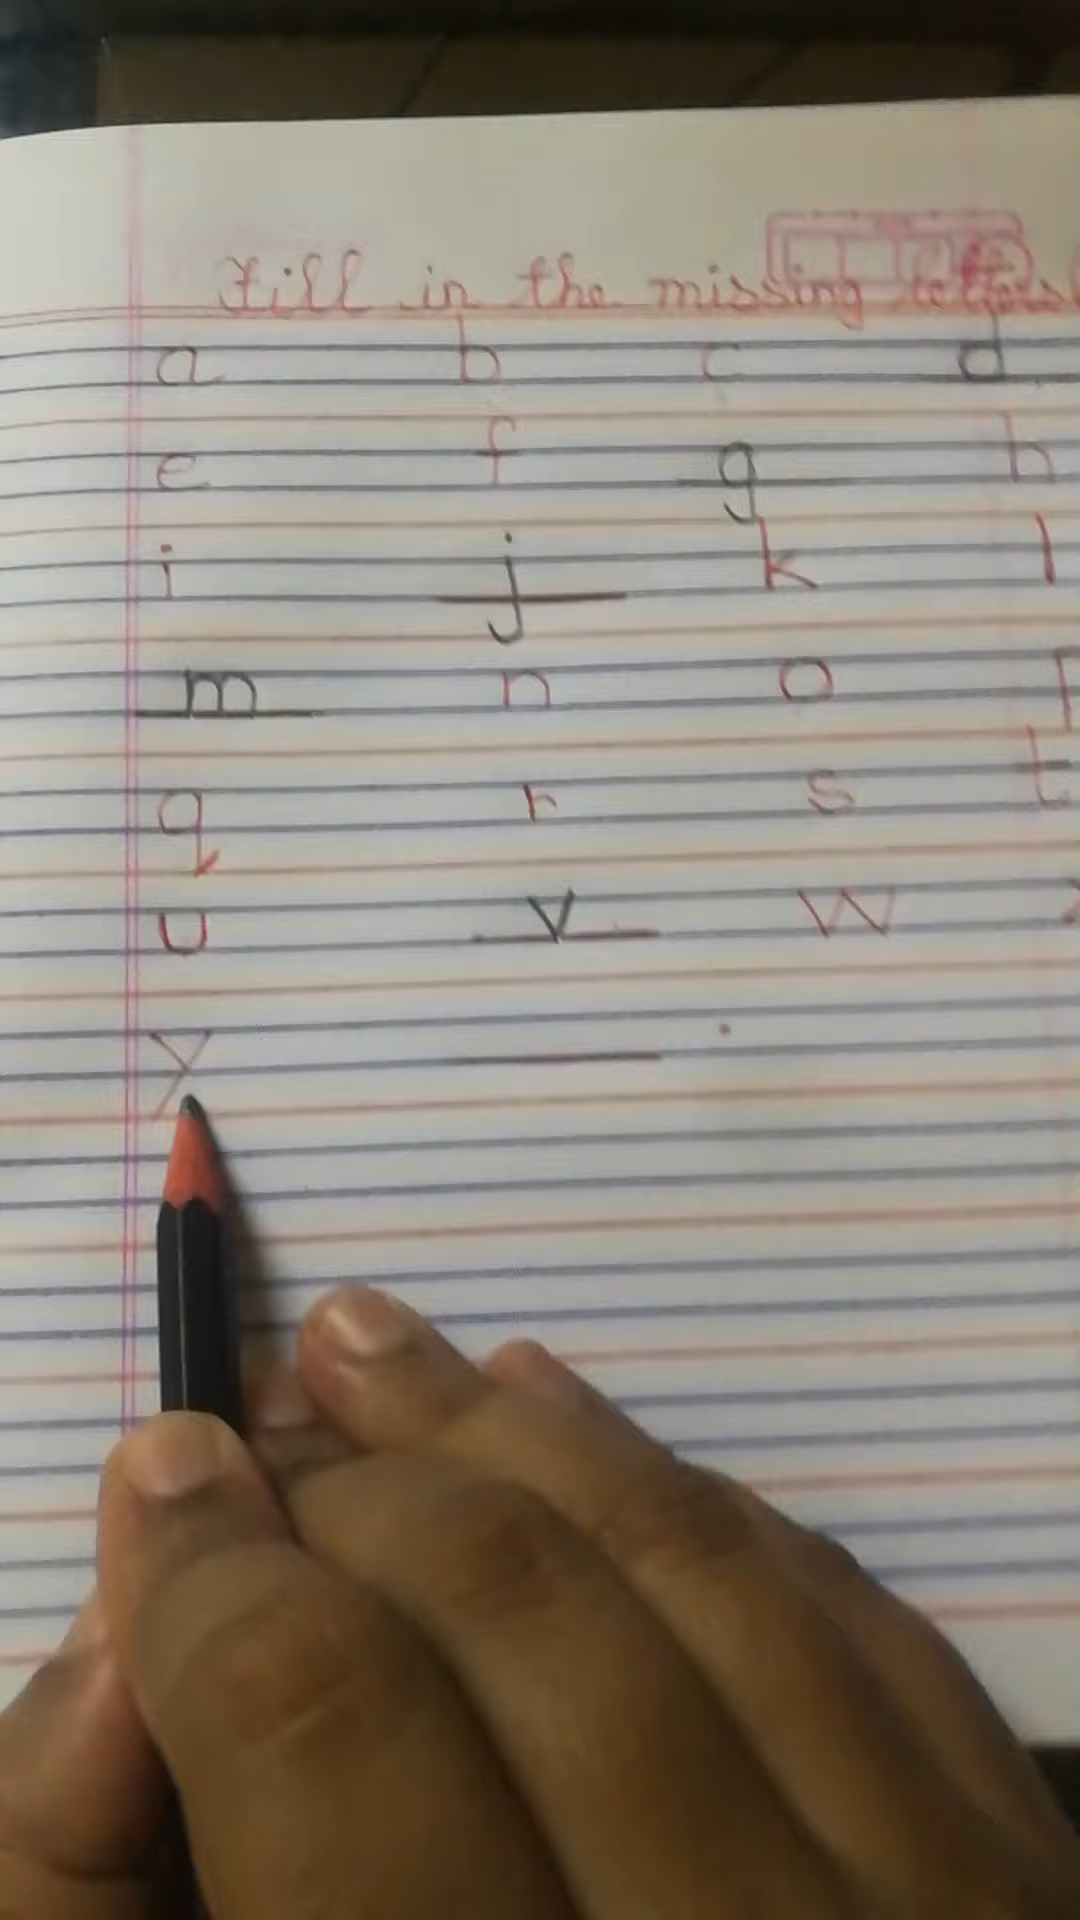 Fill in the missing letters
a b c d
e f g h
i j k l
m n o p
q r s t
u v w x
y .